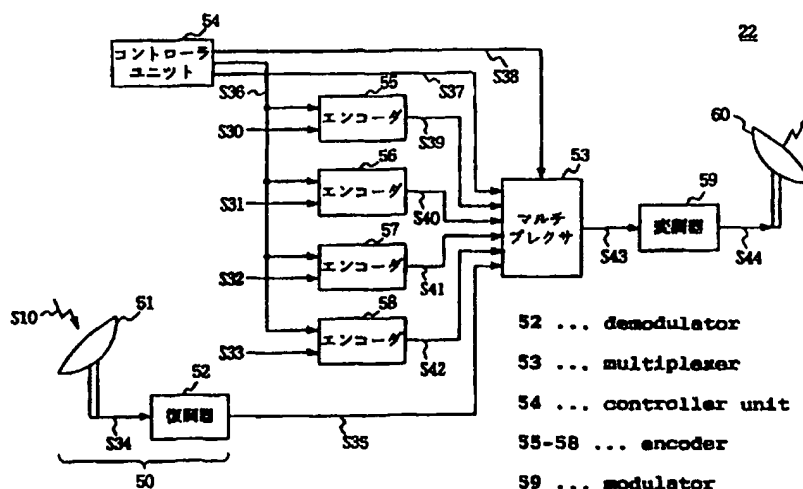 54
22
コントローラ
ユニット
S38
S36
S37
55
エンコーダ
S30
S39
56
エンコーダ
S31
S40
53
マルチ
プレクサ
60
59
変調器
S43
S44
57
エンコーダ
S32
S41
58
エンコーダ
S33
S42
S10
61
52
復調器
S34
S35
50
52 ... demodulator
53 ... multiplexer
54 ... controller unit
55-58 ... encoder
59 ... modulator